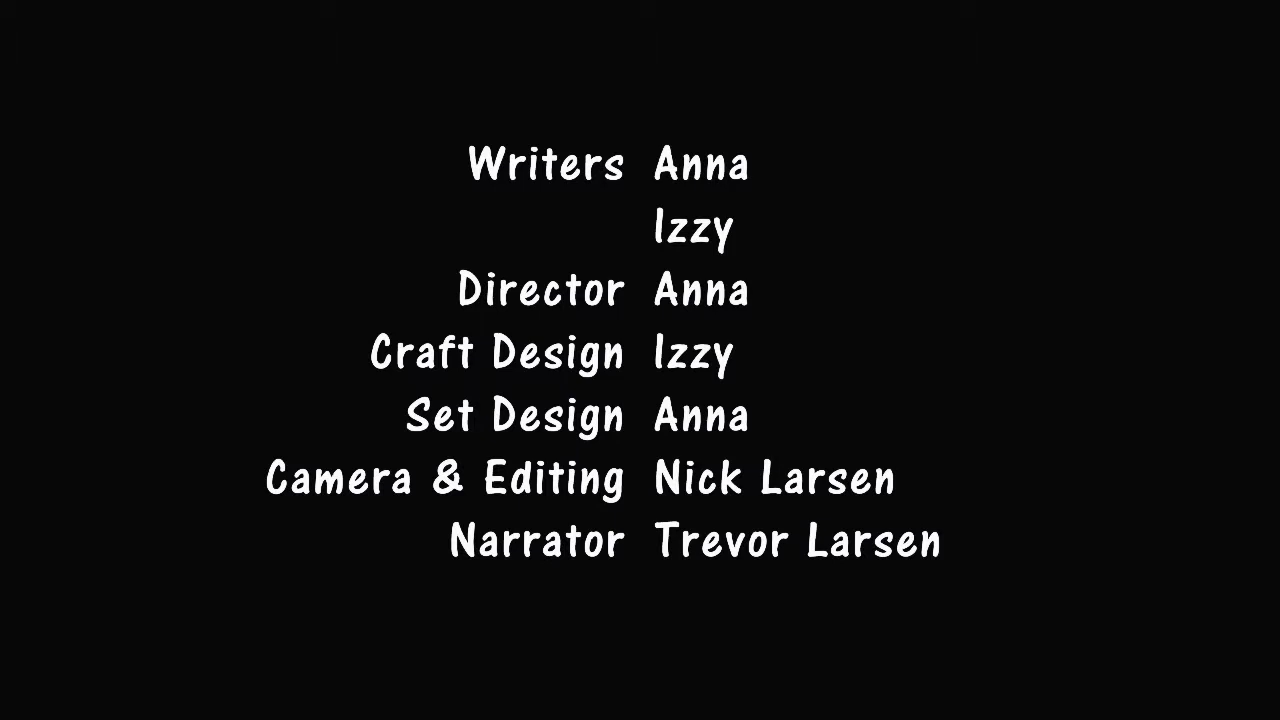 Writers Anna
Izzy
Director Anna
Craft Design Izzy
Set Design Anna
Camera & Editing Nick Larsen
Narrator Trevor Larsen